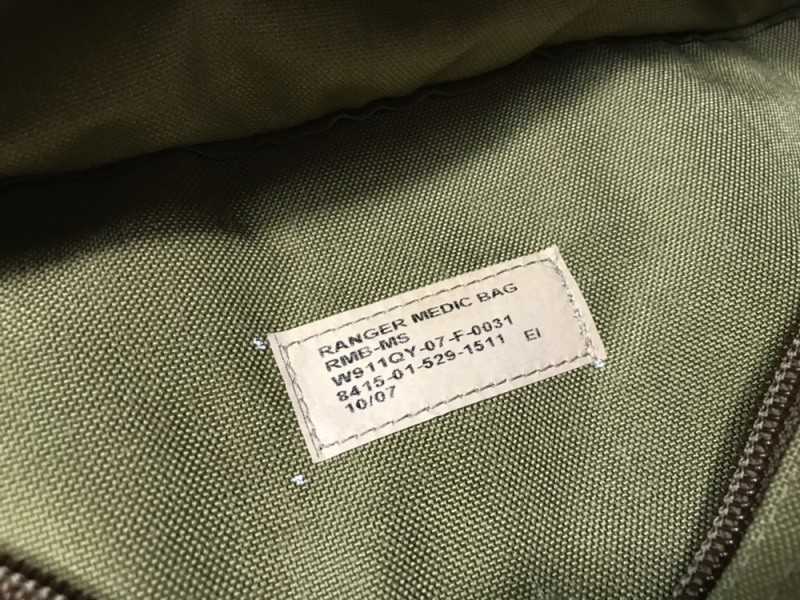 RANGER MEDIC BAG
RMB-MS
W911QY-07-F-0031
8415-01-529-1511 EI
10/07